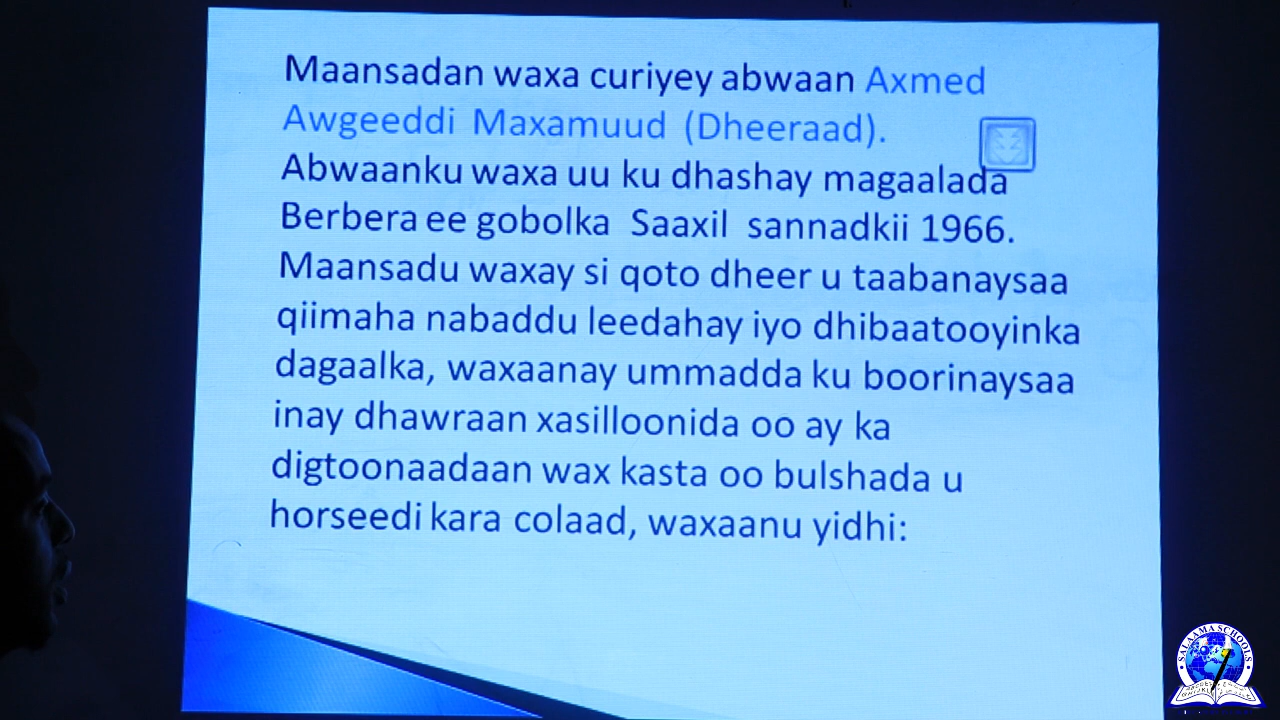 Maansadan waxa curiyey abwaan Axmed
Awgeeddi Maxamuud (Dheeraad).
Abwaanku waxa uu ku dhashay magaalada
Berbera ee gobolka Saaxil sannadkii 1966.
Maansadu waxay si qoto dheer u taabanaysaa
qiimaha nabaddu leedahay iyo dhibaatooyinka
dagaalka, waxaanay ummadda ku boorinaysaa
inay dhawraan xasilloonida oo ay ka
digtoonaadaan wax kasta oo bulshada u
horseedi kara colaad, waxaanu yidhi:
SALAAMA SCHOOLS